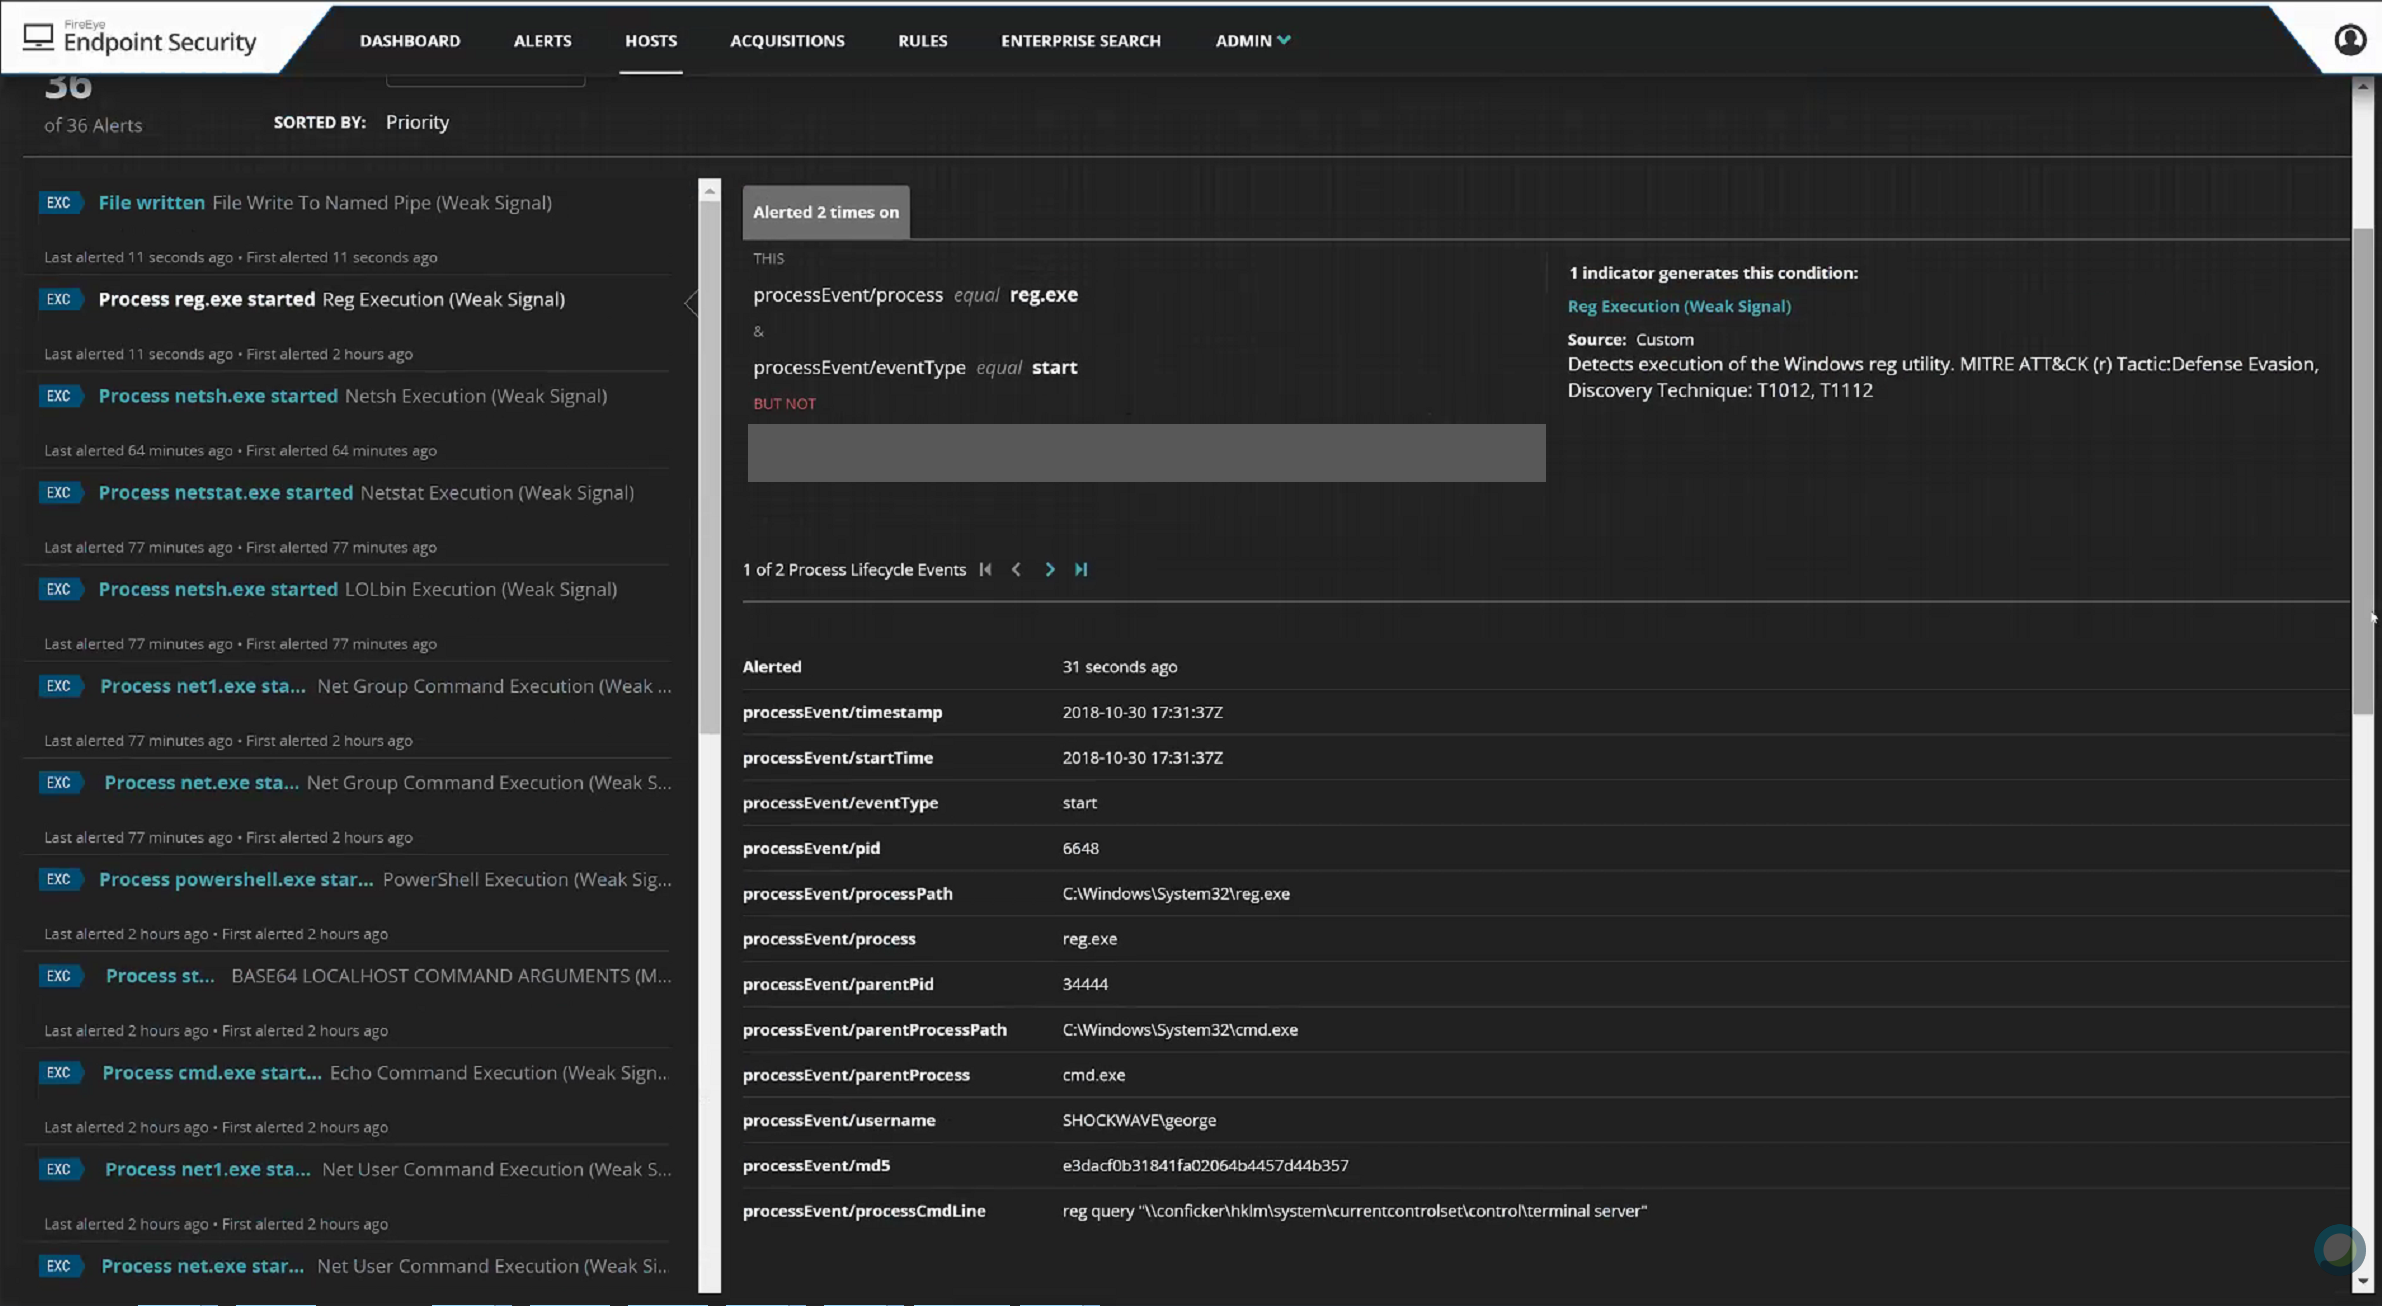 FireEye
Endpoint Security
DASHBOARD ALERTS HOSTS ACQUISITIONS RULES ENTERPRISE SEARCH ADMIN
36
of 36 Alerts
SORTED BY: Priority
EXC File written File Write To Named Pipe (Weak Signal)
Last alerted 11 seconds ago • First alerted 11 seconds ago
EXC Process reg.exe started Reg Execution (Weak Signal)
Last alerted 11 seconds ago • First alerted 2 hours ago
EXC Process netsh.exe started Netsh Execution (Weak Signal)
Last alerted 64 minutes ago • First alerted 64 minutes ago
EXC Process netstat.exe started Netstat Execution (Weak Signal)
Last alerted 77 minutes ago • First alerted 77 minutes ago
EXC Process netsh.exe started LOLbin Execution (Weak Signal)
Last alerted 77 minutes ago • First alerted 77 minutes ago
EXC Process net1.exe sta... Net Group Command Execution (Weak ...
Last alerted 77 minutes ago • First alerted 2 hours ago
EXC Process net.exe sta... Net Group Command Execution (Weak S...
Last alerted 77 minutes ago • First alerted 2 hours ago
EXC Process powershell.exe star... PowerShell Execution (Weak Sig...
Last alerted 2 hours ago • First alerted 2 hours ago
EXC Process st... BASE64 LOCALHOST COMMAND ARGUMENTS (M...
Last alerted 2 hours ago • First alerted 2 hours ago
EXC Process cmd.exe start... Echo Command Execution (Weak Sign...
Last alerted 2 hours ago • First alerted 2 hours ago
EXC Process net1.exe sta... Net User Command Execution (Weak S...
Last alerted 2 hours ago • First alerted 2 hours ago
EXC Process net.exe star... Net User Command Execution (Weak Si...
Alerted 2 times on
THIS
processEvent/process equal reg.exe
&
processEvent/eventType equal start
BUT NOT
1 indicator generates this condition:
Reg Execution (Weak Signal)
Source: Custom
Detects execution of the Windows reg utility. MITRE ATT&CK (r) Tactic:Defense Evasion,
Discovery Technique: T1012, T1112
1 of 2 Process Lifecycle Events
Alerted 31 seconds ago
processEvent/timestamp 2018-10-30 17:31:37Z
processEvent/startTime 2018-10-30 17:31:37Z
processEvent/eventType start
processEvent/pid 6648
processEvent/processPath C:\Windows\System32\reg.exe
processEvent/process reg.exe
processEvent/parentPid 34444
processEvent/parentProcessPath C:\Windows\System32\cmd.exe
processEvent/parentProcess cmd.exe
processEvent/username SHOCKWAVE\george
processEvent/md5 e3dacf0b31841fa02064b4457d44b357
processEvent/processCmdLine reg query "\\conficker\hklm\system\currentcontrolset\control\terminal server"